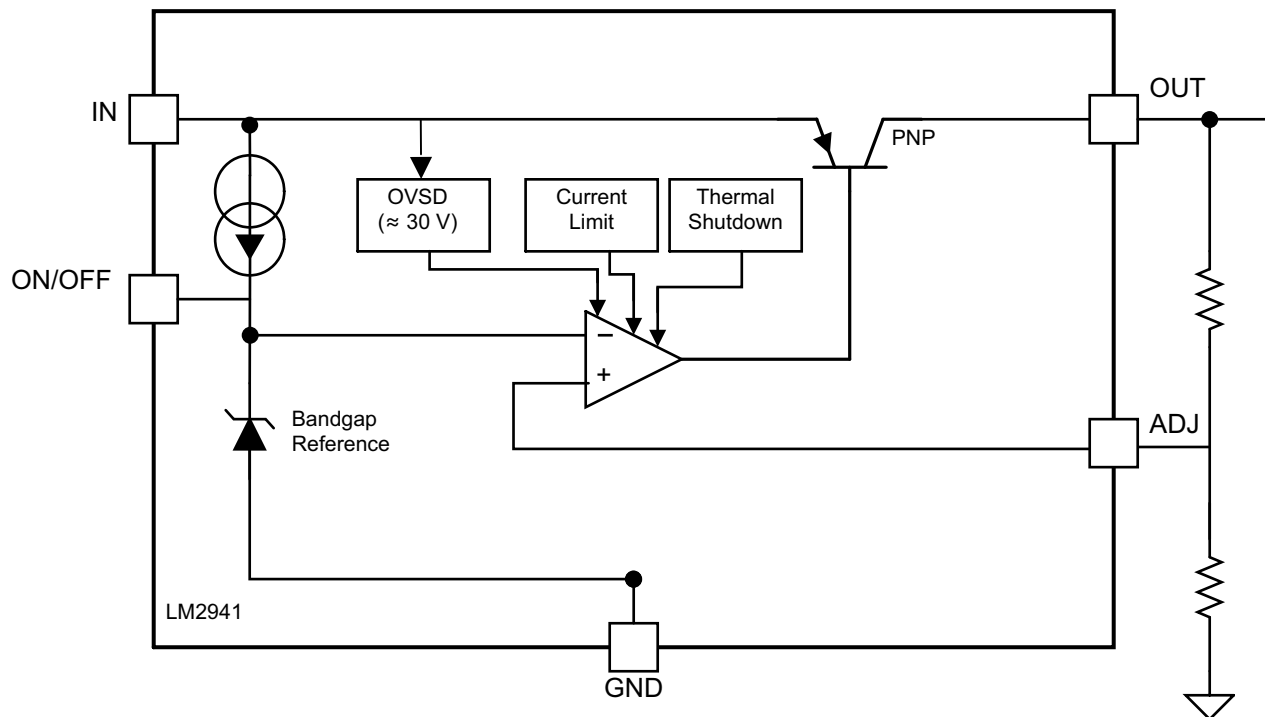 OUT
IN
PNP
OVSD
(≈ 30 V)
Current
Limit
Thermal
Shutdown
ON/OFF
−
+
Bandgap
Reference
ADJ
LM2941
GND